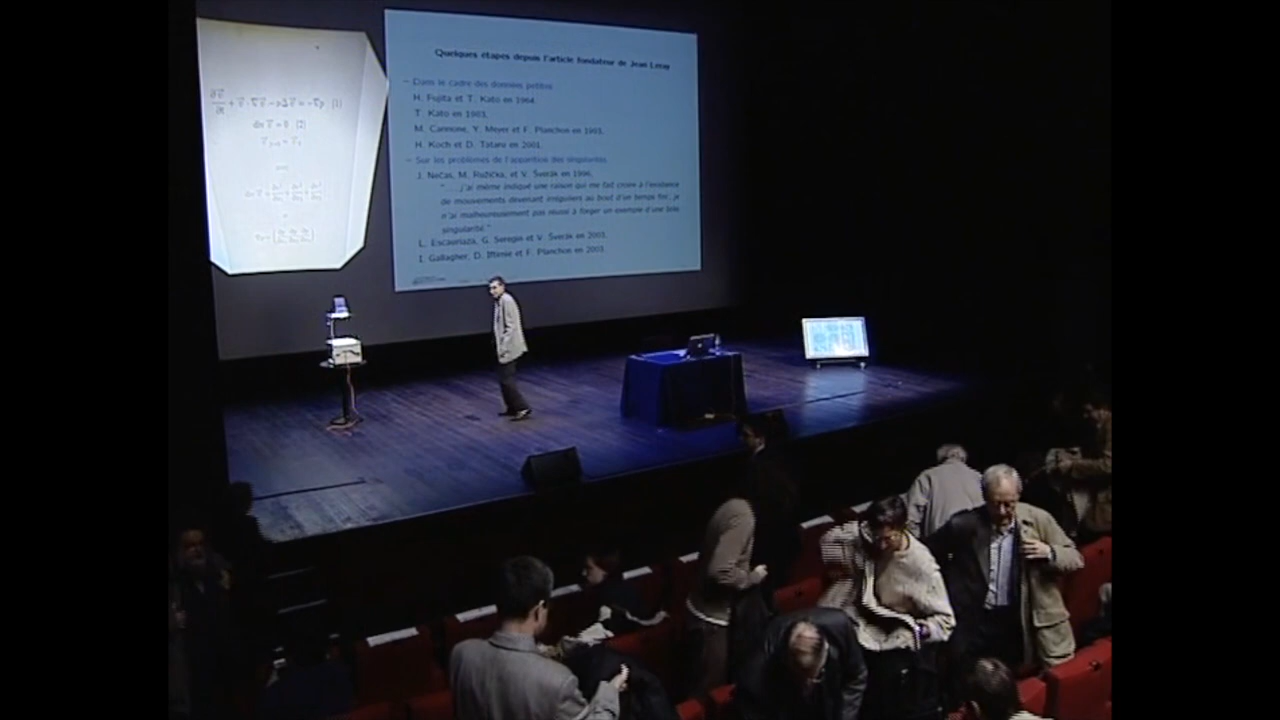 ∂v⃗/∂t + v⃗ · ∇⃗v⃗ − ρΔv⃗ = −∇⃗p (1)
div v⃗ = 0 (2)
Quelques étapes depuis l'article fondateur de Jean Leray
– Dans le cadre des données petites
H. Fujita et T. Kato en 1964,
T. Kato en 1983,
M. Cannone, Y. Meyer et F. Planchon en 1993,
H. Koch et D. Tataru en 2001.
– Sur les problèmes de l'apparition des singularités
J. Nečas, M. Ružička, et V. Šverák en 1996,
".... j'ai même indiqué une raison qui me fait croire à l'existence
de mouvements devenant irréguliers au bout d'un temps fini; je
n'ai malheureusement pas réussi à forger un exemple d'une telle
singularité."
L. Escauriaza, G. Seregin et V. Šverák en 2003,
I. Gallagher, D. Iftimie et F. Planchon en 2003.